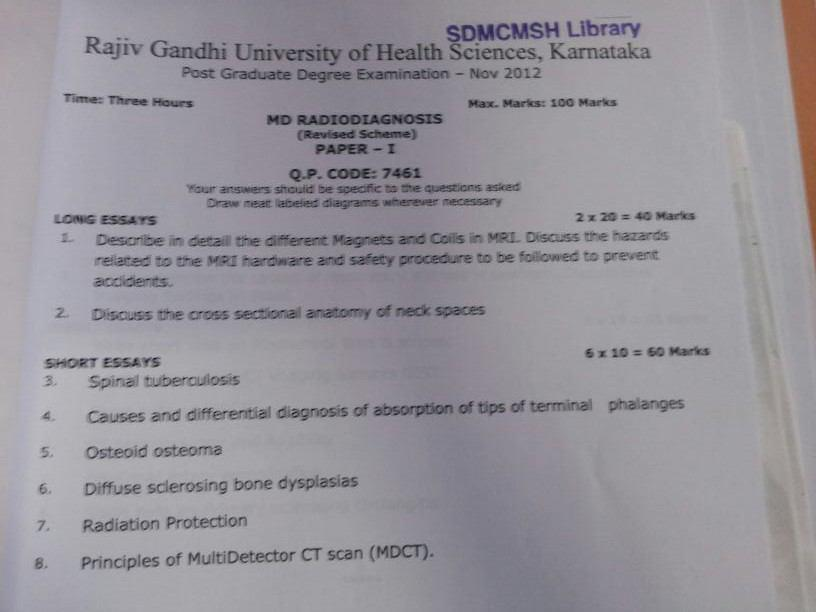 SDMCMSH Library
Rajiv Gandhi University of Health Sciences, Karnataka
Post Graduate Degree Examination – Nov 2012
Time: Three Hours Max. Marks: 100 Marks
MD RADIODIAGNOSIS
(Revised Scheme)
PAPER – I
Q.P. CODE: 7461
Your answers should be specific to the questions asked
Draw neat labeled diagrams wherever necessary
LONG ESSAYS 2 x 20 = 40 Marks
1. Describe in detail the different Magnets and Coils in MRI. Discuss the hazards
related to the MRI hardware and safety procedure to be followed to prevent
accidents.
2. Discuss the cross sectional anatomy of neck spaces
SHORT ESSAYS 6 x 10 = 60 Marks
3. Spinal tuberculosis
4. Causes and differential diagnosis of absorption of tips of terminal phalanges
5. Osteoid osteoma
6. Diffuse sclerosing bone dysplasias
7. Radiation Protection
8. Principles of MultiDetector CT scan (MDCT).